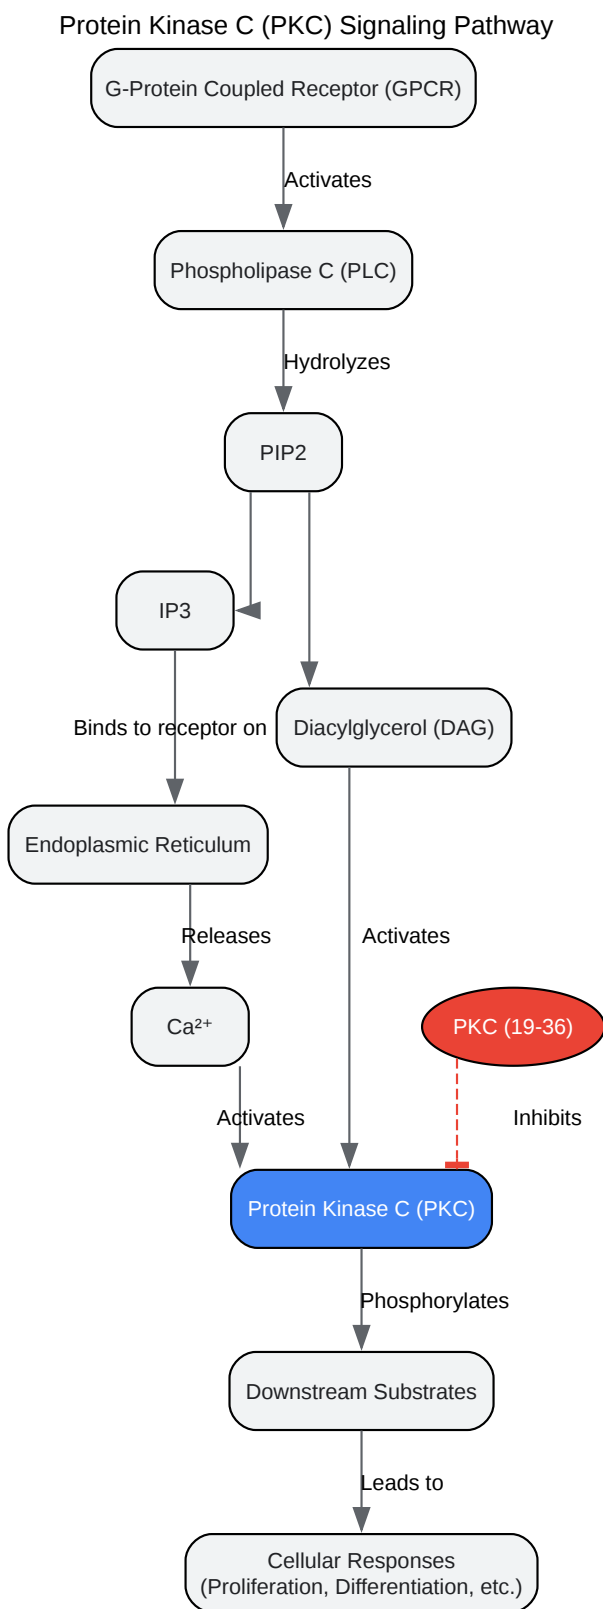 Protein Kinase C (PKC) Signaling Pathway
G-Protein Coupled Receptor (GPCR)
Activates
Phospholipase C (PLC)
Hydrolyzes
PIP2
IP3
Binds to receptor on
Diacylglycerol (DAG)
Endoplasmic Reticulum
Releases
Activates
Ca²⁺
PKC (19-36)
Activates
Inhibits
Protein Kinase C (PKC)
Phosphorylates
Downstream Substrates
Leads to
Cellular Responses
(Proliferation, Differentiation, etc.)